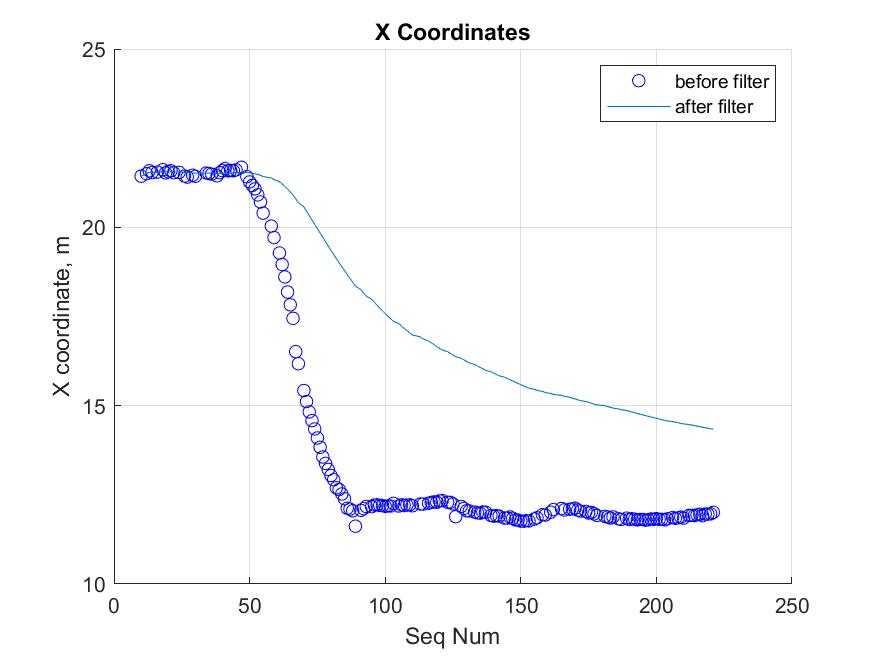 X Coordinates
25
20
15
10
X coordinate, m
before filter
after filter
0
50
100
150
200
250
Seq Num